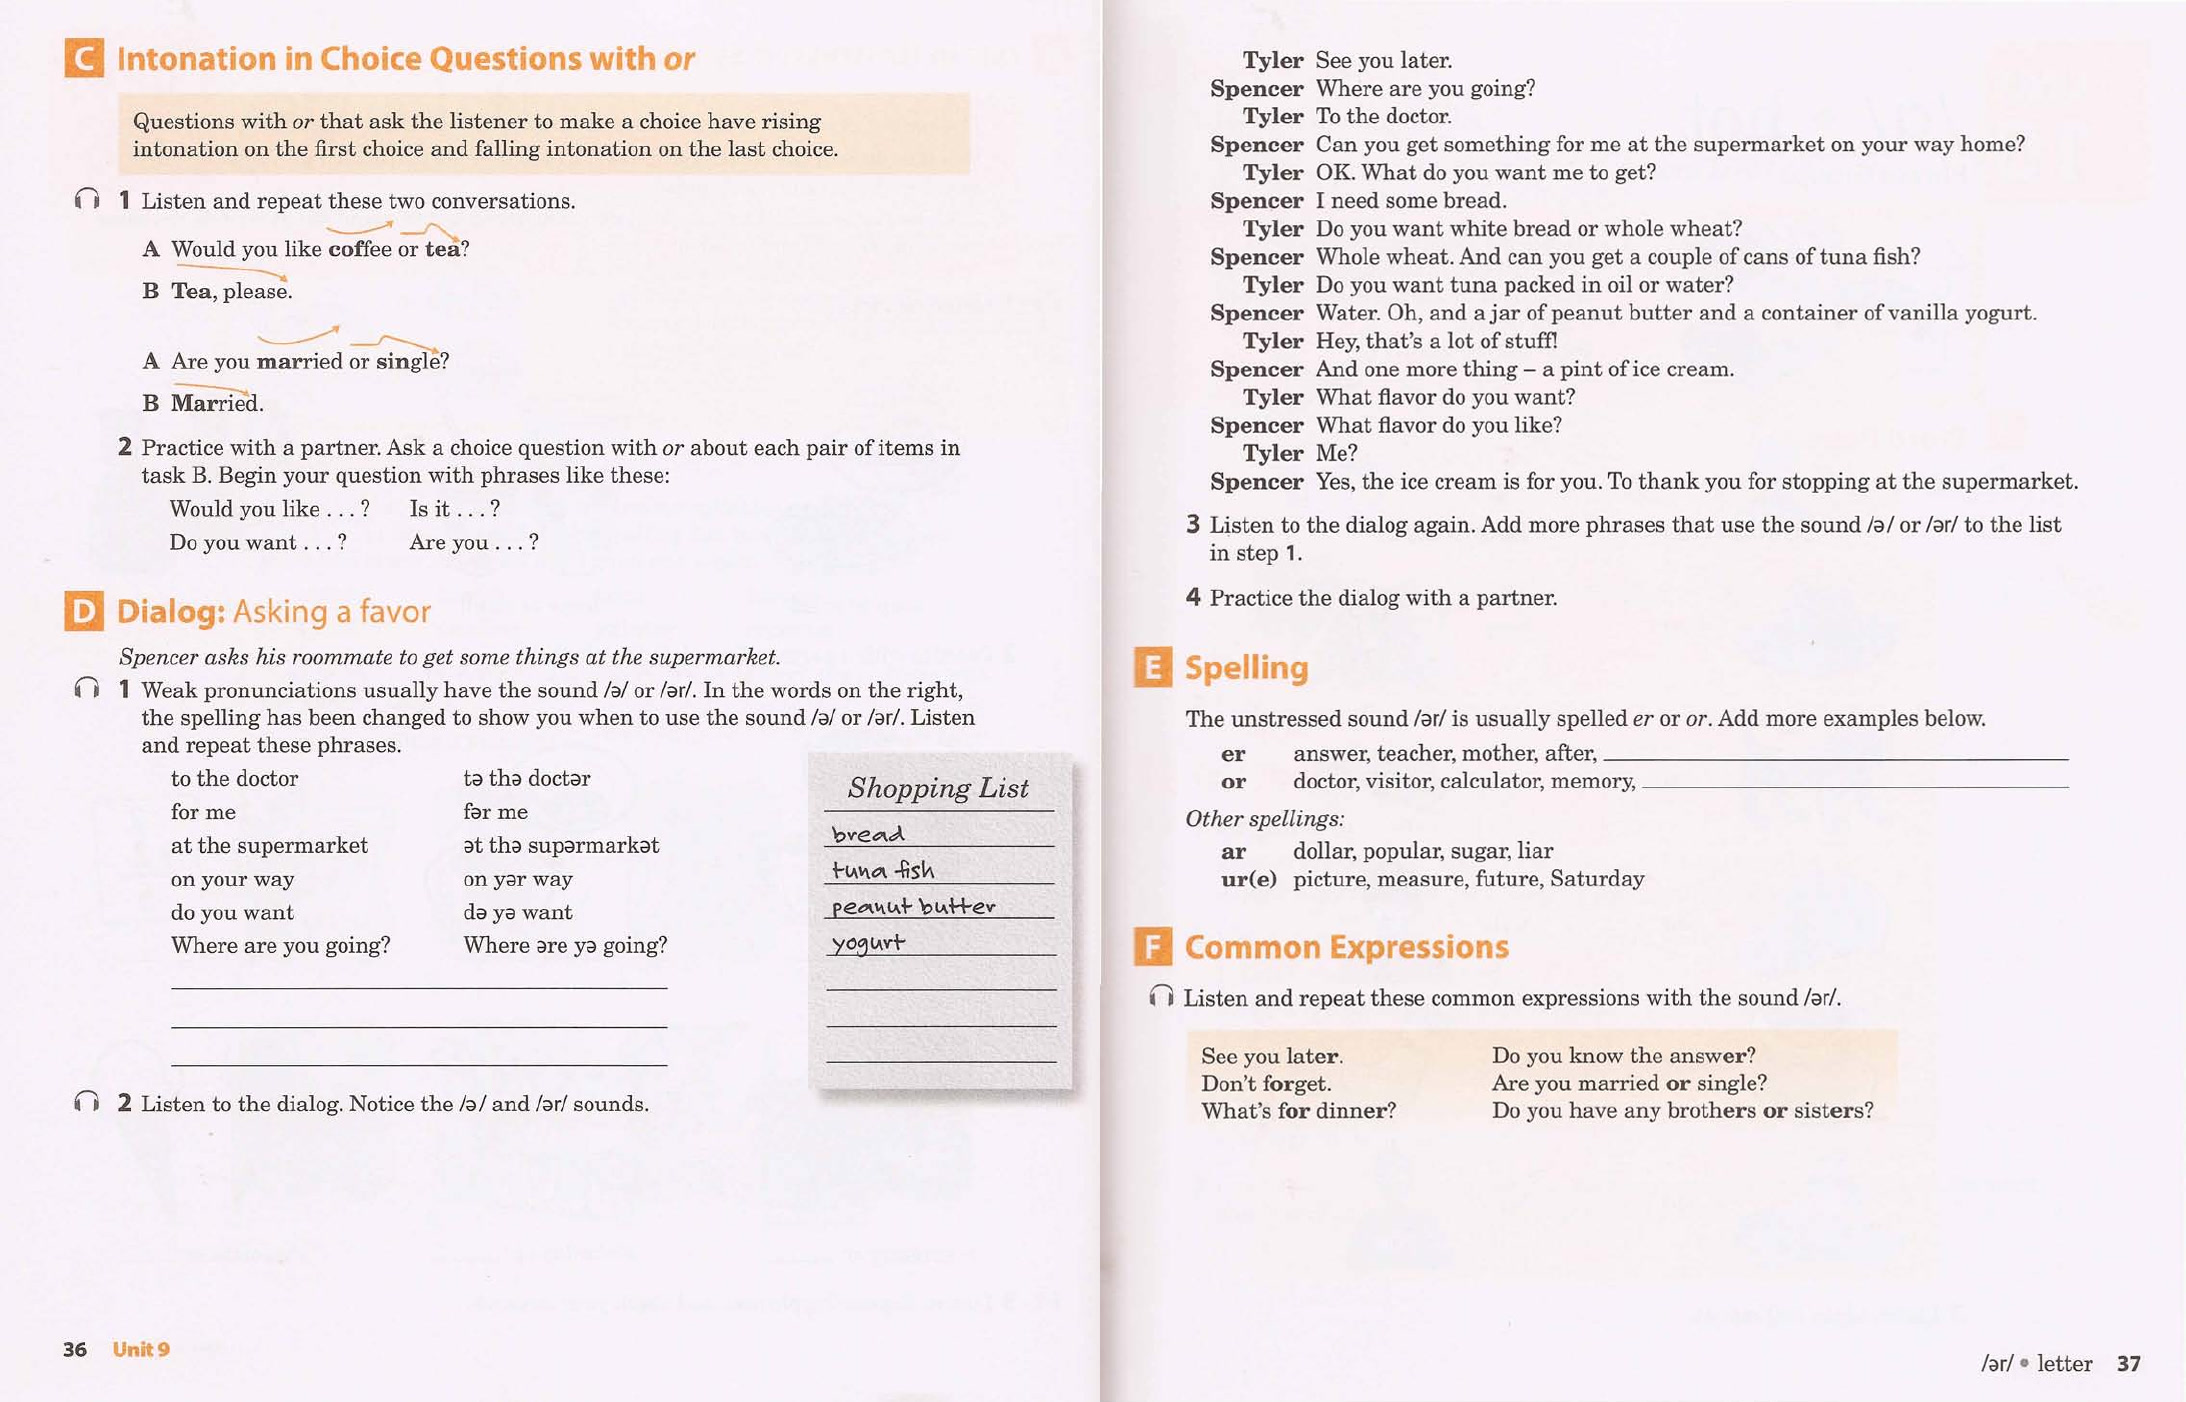 C Intonation in Choice Questions with or
Questions with or that ask the listener to make a choice have rising
intonation on the first choice and falling intonation on the last choice.
1 Listen and repeat these two conversations.
A Would you like coffee or tea?
B Tea, please.
A Are you married or single?
B Married.
2 Practice with a partner. Ask a choice question with or about each pair of items in
task B. Begin your question with phrases like these:
Would you like . . . ? Is it . . . ?
Do you want . . . ? Are you . . . ?
D Dialog: Asking a favor
Spencer asks his roommate to get some things at the supermarket.
1 Weak pronunciations usually have the sound /ə/ or /ər/. In the words on the right,
the spelling has been changed to show you when to use the sound /ə/ or /ər/. Listen
and repeat these phrases.
to the doctor tə thə doctər
for me fər me
at the supermarket ət thə supərmarkət
on your way on yər way
do you want də yə want
Where are you going? Where əre yə going?
Shopping List
bread
tuna fish
peanut butter
yogurt
2 Listen to the dialog. Notice the /ə/ and /ər/ sounds.
36 Unit 9
Tyler See you later.
Spencer Where are you going?
Tyler To the doctor.
Spencer Can you get something for me at the supermarket on your way home?
Tyler OK. What do you want me to get?
Spencer I need some bread.
Tyler Do you want white bread or whole wheat?
Spencer Whole wheat. And can you get a couple of cans of tuna fish?
Tyler Do you want tuna packed in oil or water?
Spencer Water. Oh, and a jar of peanut butter and a container of vanilla yogurt.
Tyler Hey, that's a lot of stuff!
Spencer And one more thing – a pint of ice cream.
Tyler What flavor do you want?
Spencer What flavor do you like?
Tyler Me?
Spencer Yes, the ice cream is for you. To thank you for stopping at the supermarket.
3 Listen to the dialog again. Add more phrases that use the sound /ə/ or /ər/ to the list
in step 1.
4 Practice the dialog with a partner.
E Spelling
The unstressed sound /ər/ is usually spelled er or or. Add more examples below.
er answer, teacher, mother, after,
or doctor, visitor, calculator, memory,
Other spellings:
ar dollar, popular, sugar, liar
ur(e) picture, measure, future, Saturday
F Common Expressions
Listen and repeat these common expressions with the sound /ər/.
See you later. Do you know the answer?
Don't forget. Are you married or single?
What's for dinner? Do you have any brothers or sisters?
/ər/ • letter 37